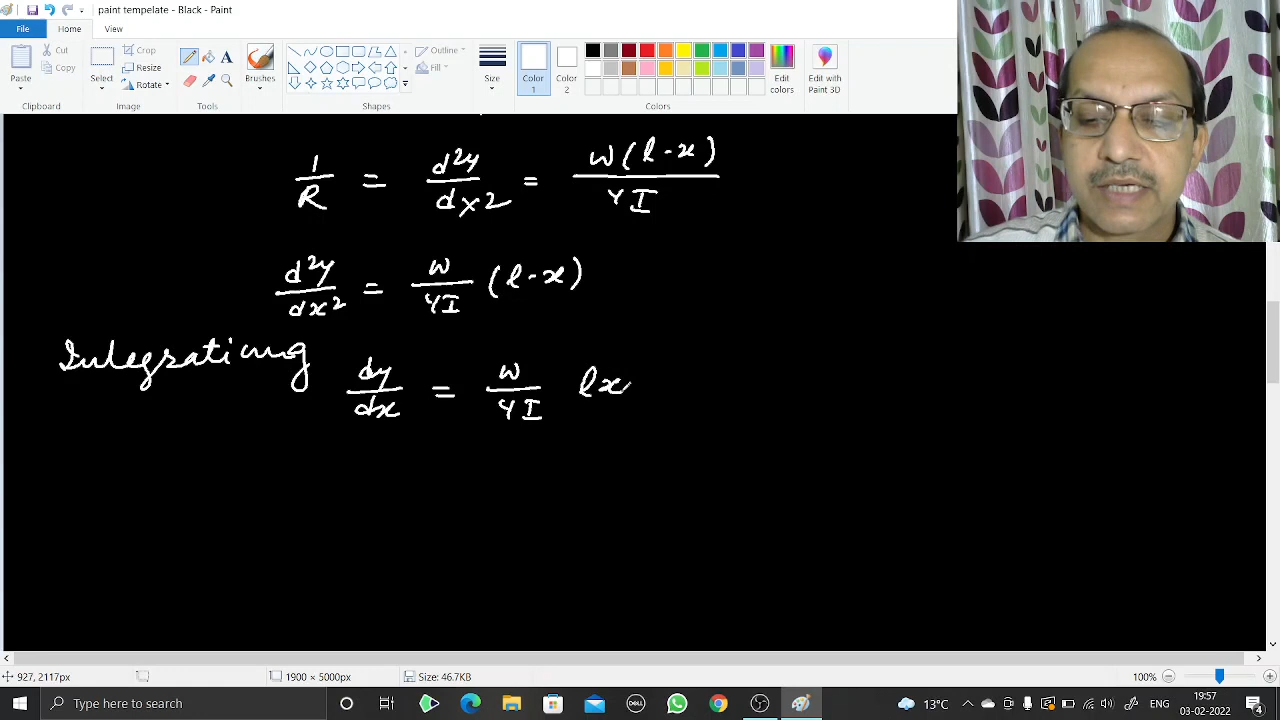 paint tempelate - Black - Paint
File Home View
Paste Cut Copy Clipboard
Select Crop Resize Rotate Image
Tools
Brushes
Outline Fill Shapes
Size
Color 1 Color 2 Edit colors Colors
Edit with Paint 3D
1/R = d²y/dx2 = W(l-x)/YI
d²y/dx² = W/YI (l-x)
Integrating dy/dx = W/YI lx
927, 2117px 1900 × 5000px Size: 46.7KB 100%
Type here to search DELL 13°C ENG 19:57 03-02-2022 4